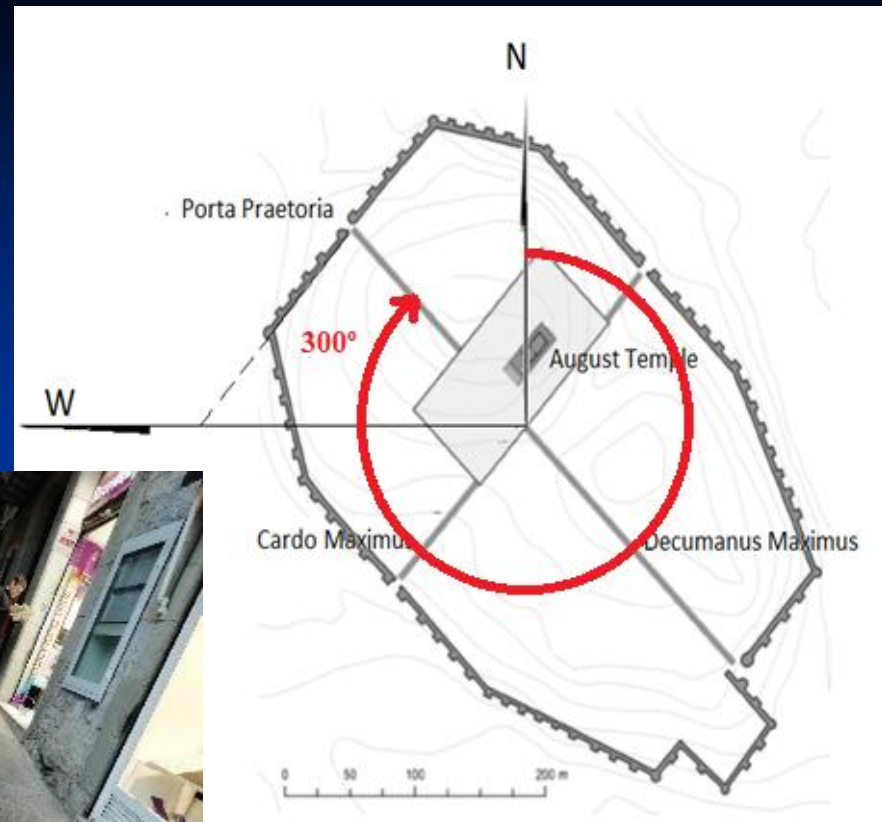 N
Porta Praetoria
300º
August Temple
W
Cardo Maximus
Decumanus Maximus
0 50 100 200 m